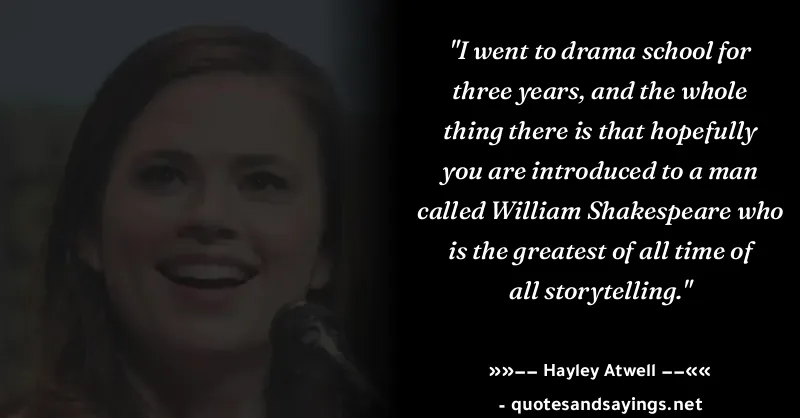 "I went to drama school for
three years, and the whole
thing there is that hopefully
you are introduced to a man
called William Shakespeare who
is the greatest of all time of
all storytelling."
»»-- Hayley Atwell --««
- quotesandsayings.net